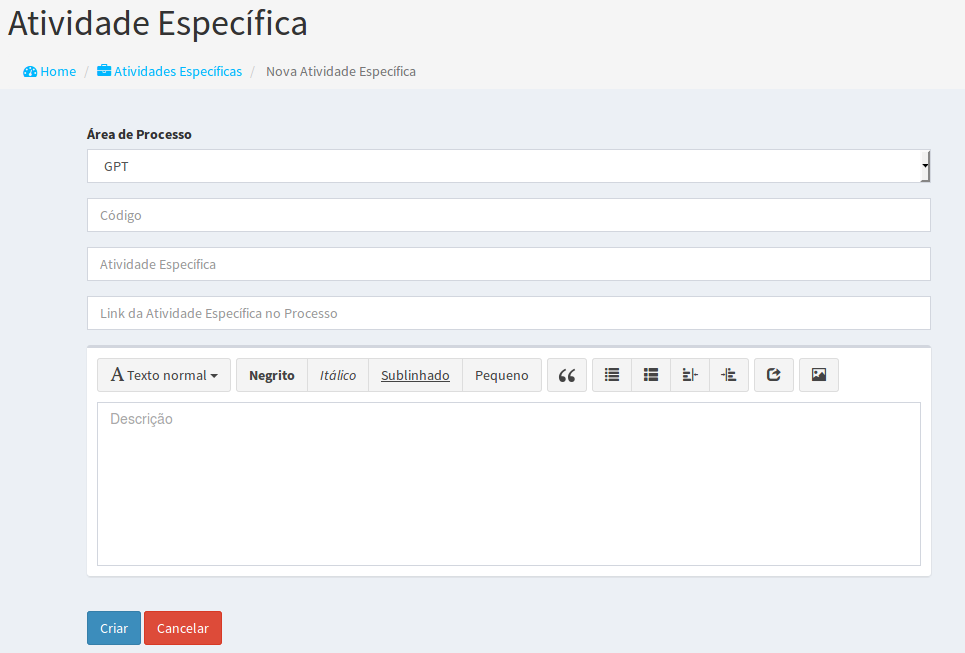 Atividade Específica
Home / Atividades Específicas / Nova Atividade Específica
Área de Processo
GPT
Código
Atividade Específica
Link da Atividade Específica no Processo
A Texto normal Negrito Itálico Sublinhado Pequeno
Descrição
Criar Cancelar